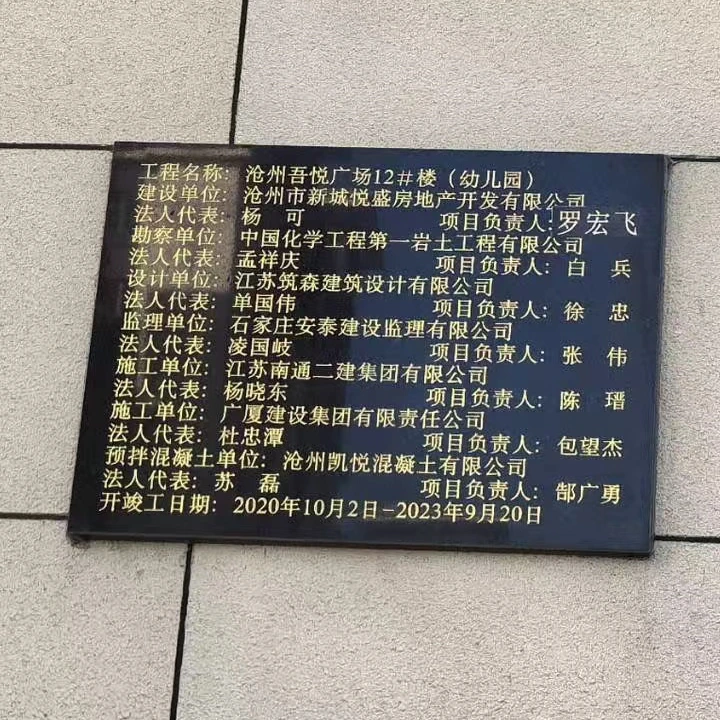 工程名称：沧州吾悦广场12#楼（幼儿园）
建设单位：沧州市新城悦盛房地产开发有限公司
法人代表：杨 可 项目负责人：罗宏飞
勘察单位：中国化学工程第一岩土工程有限公司
法人代表：孟祥庆 项目负责人：白 兵
设计单位：江苏筑森建筑设计有限公司
法人代表：单国伟 项目负责人：徐 忠
监理单位：石家庄安泰建设监理有限公司
法人代表：凌国岐 项目负责人：张 伟
施工单位：江苏南通二建集团有限公司
法人代表：杨晓东 项目负责人：陈 瑨
施工单位：广厦建设集团有限责任公司
法人代表：杜忠潭 项目负责人：包望杰
预拌混凝土单位：沧州凯悦混凝土有限公司
法人代表：苏 磊 项目负责人：郜广勇
开竣工日期：2020年10月2日-2023年9月20日